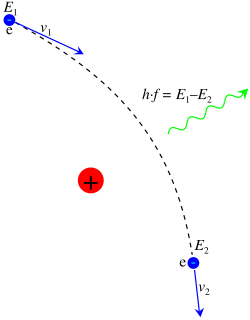 E₁
e
v₁
h·f = E₁–E₂
+
E₂
e
v₂